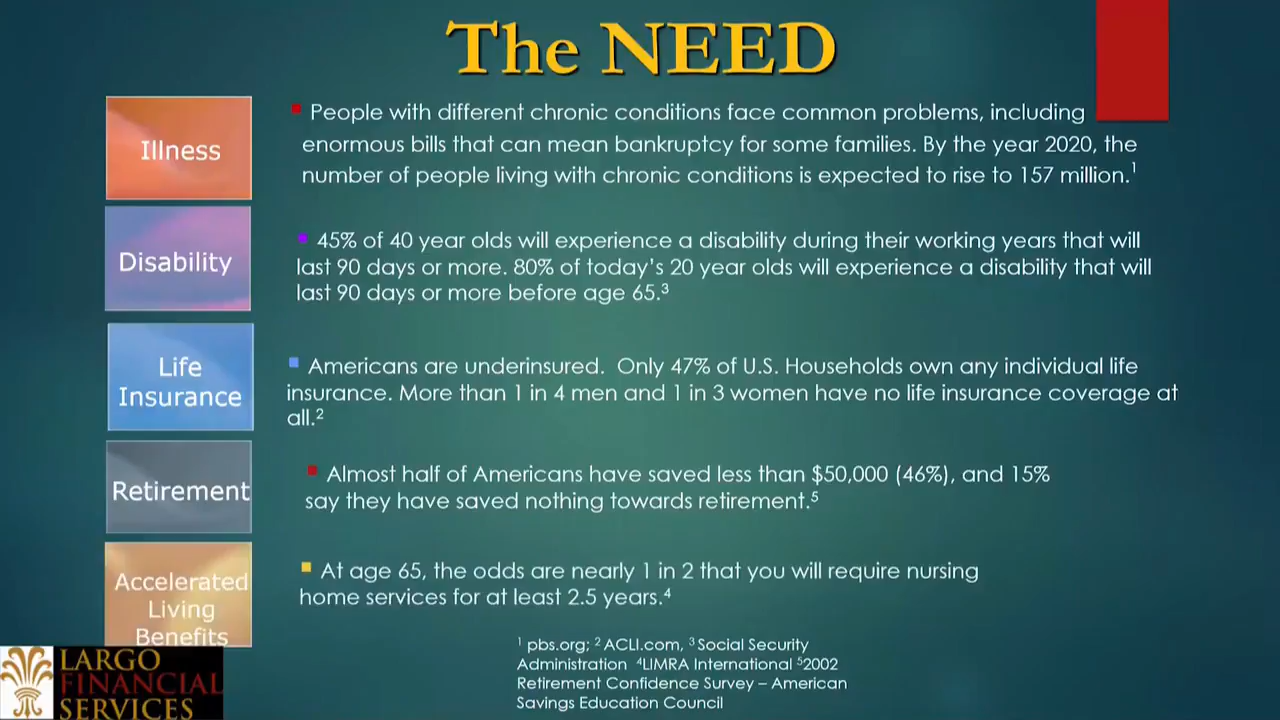 The NEED
Illness
People with different chronic conditions face common problems, including
enormous bills that can mean bankruptcy for some families. By the year 2020, the
number of people living with chronic conditions is expected to rise to 157 million.¹
Disability
45% of 40 year olds will experience a disability during their working years that will
last 90 days or more. 80% of today’s 20 year olds will experience a disability that will
last 90 days or more before age 65.³
Life
Insurance
Americans are underinsured.  Only 47% of U.S. Households own any individual life
insurance. More than 1 in 4 men and 1 in 3 women have no life insurance coverage at
all.²
Retirement
Almost half of Americans have saved less than $50,000 (46%), and 15%
say they have saved nothing towards retirement.⁵
Accelerated
Living
Benefits
At age 65, the odds are nearly 1 in 2 that you will require nursing
home services for at least 2.5 years.⁴
¹ pbs.org; ² ACLI.com, ³ Social Security
Administration  ⁴LIMRA International ⁵2002
Retirement Confidence Survey – American
Savings Education Council
LARGO
FINANCIAL
SERVICES